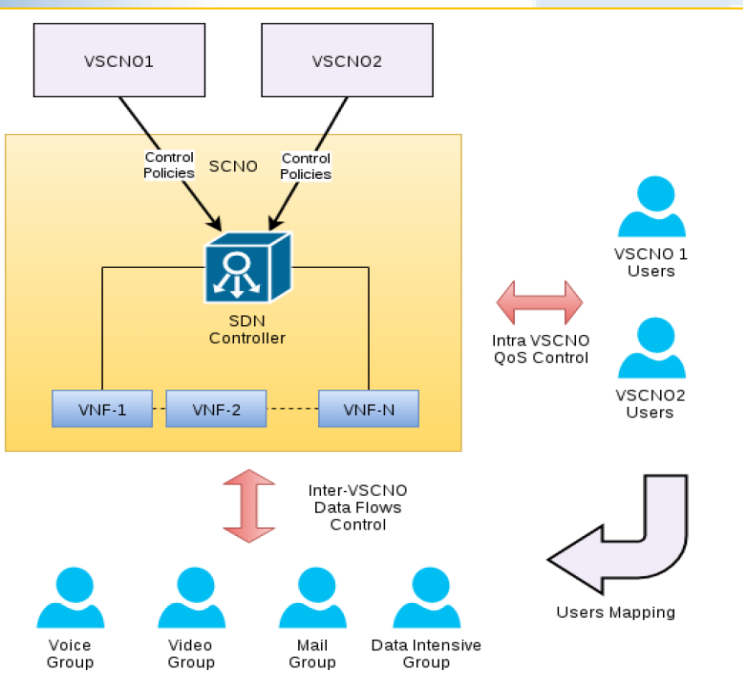 VSCNO1
VSCNO2
Control
Policies
SCNO
Control
Policies
SDN
Controller
VNF-1
VNF-2
VNF-N
VSCNO 1
Users
Intra VSCNO
QoS Control
VSCNO2
Users
Inter-VSCNO
Data Flows
Control
Users Mapping
Voice
Group
Video
Group
Mail
Group
Data Intensive
Group